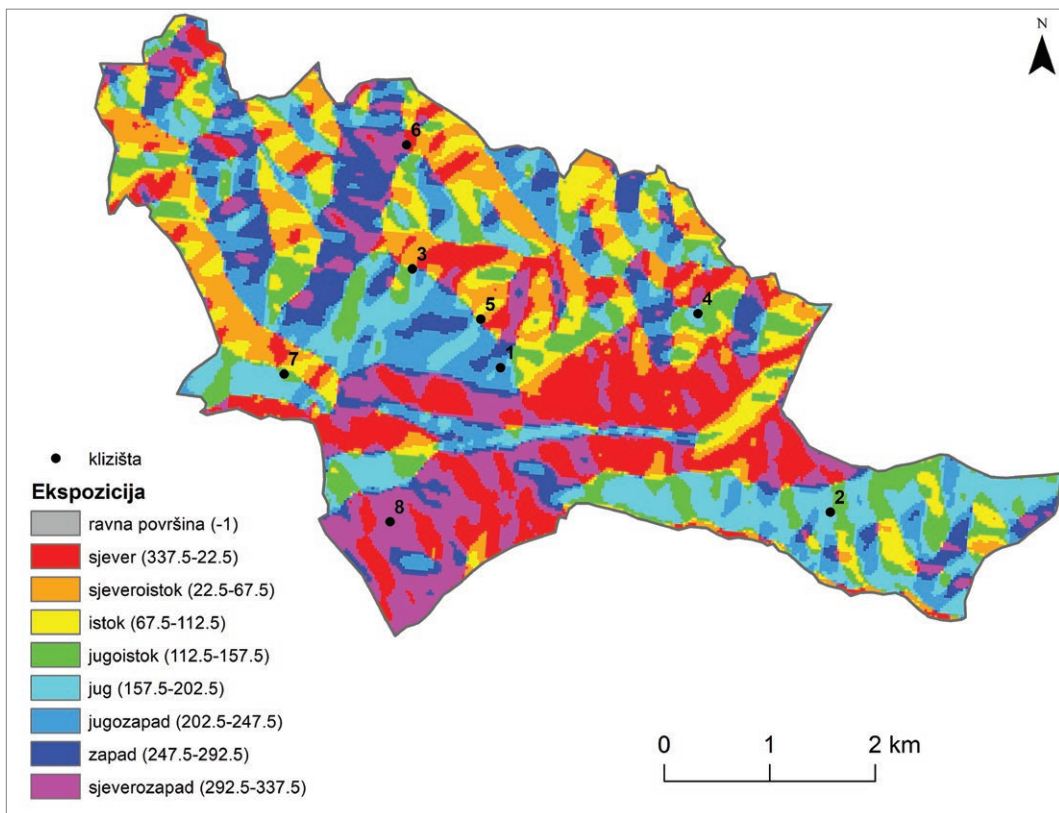 N
6
3
4
5
1
7
8
2
klizišta
Ekspozicija
ravna površina (-1)
sjever (337.5-22.5)
sjeveroistok (22.5-67.5)
istok (67.5-112.5)
jugoistok (112.5-157.5)
jug (157.5-202.5)
jugozapad (202.5-247.5)
zapad (247.5-292.5)
sjeverozapad (292.5-337.5)
0 1 2 km